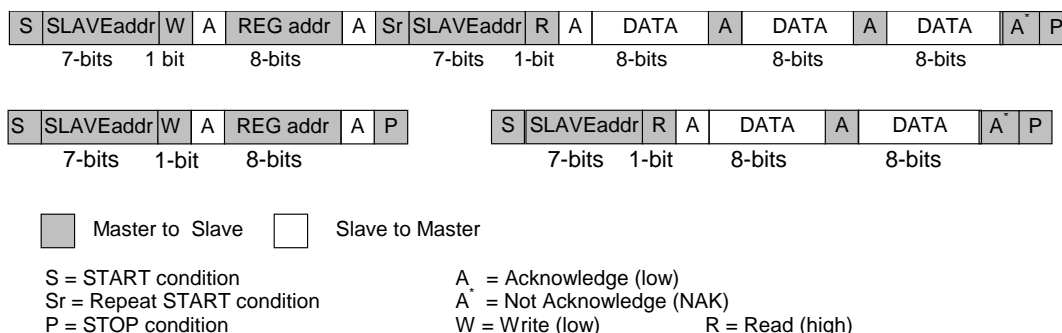 S SLAVEaddr W A REG addr A Sr SLAVEaddr R A DATA A DATA A DATA A* P
7-bits 1 bit 8-bits 7-bits 1-bit 8-bits 8-bits 8-bits
S SLAVEaddr W A REG addr A P S SLAVEaddr R A DATA A DATA A* P
7-bits 1-bit 8-bits 7-bits 1-bit 8-bits 8-bits
Master to Slave Slave to Master
S = START condition A = Acknowledge (low)
Sr = Repeat START condition A* = Not Acknowledge (NAK)
P = STOP condition W = Write (low) R = Read (high)